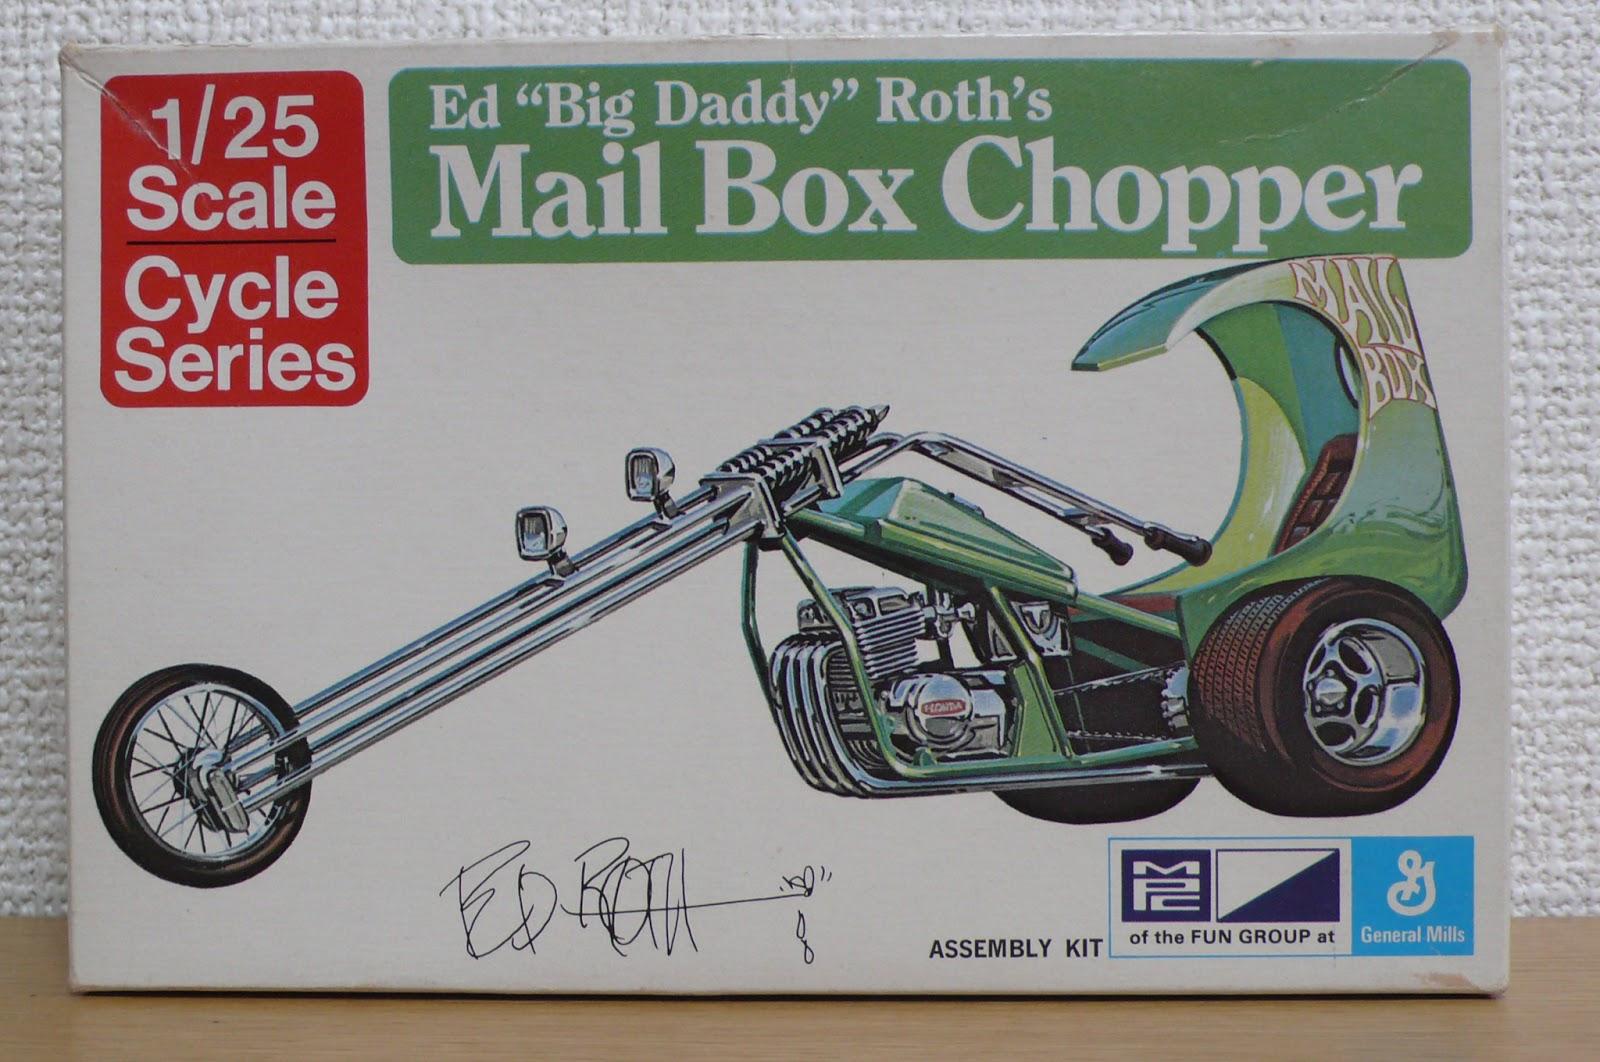 1/25
Scale
Cycle
Series
Ed “Big Daddy” Roth’s
Mail Box Chopper
MAIL
BOX
HONDA
ED ROTH
ASSEMBLY KIT
MPC
of the FUN GROUP at
G
General Mills